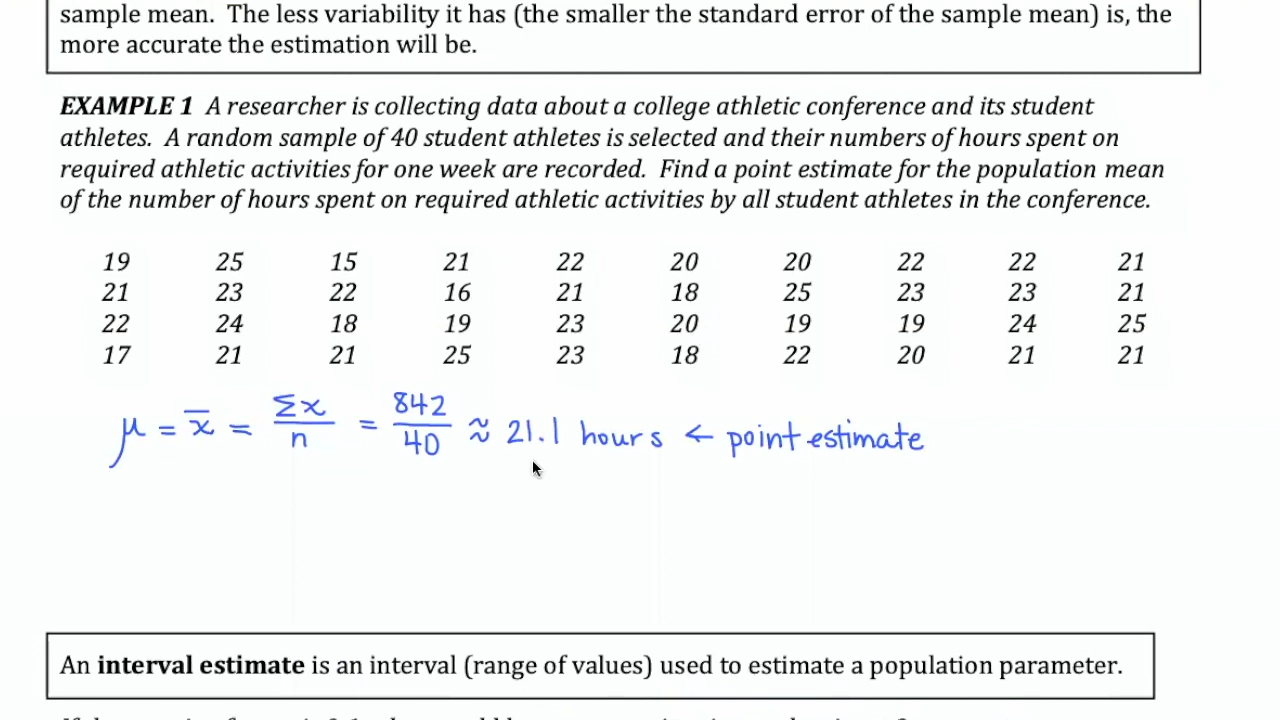 sample mean. The less variability it has (the smaller the standard error of the sample mean) is, the
more accurate the estimation will be.
EXAMPLE 1 A researcher is collecting data about a college athletic conference and its student
athletes. A random sample of 40 student athletes is selected and their numbers of hours spent on
required athletic activities for one week are recorded. Find a point estimate for the population mean
of the number of hours spent on required athletic activities by all student athletes in the conference.
19 25 15 21 22 20 20 22 22 21
21 23 22 16 21 18 25 23 23 21
22 24 18 19 23 20 19 19 24 25
17 21 21 25 23 18 22 20 21 21
μ = x̄ = Σx/n = 842/40 ≈ 21.1 hours ← point estimate
An interval estimate is an interval (range of values) used to estimate a population parameter.